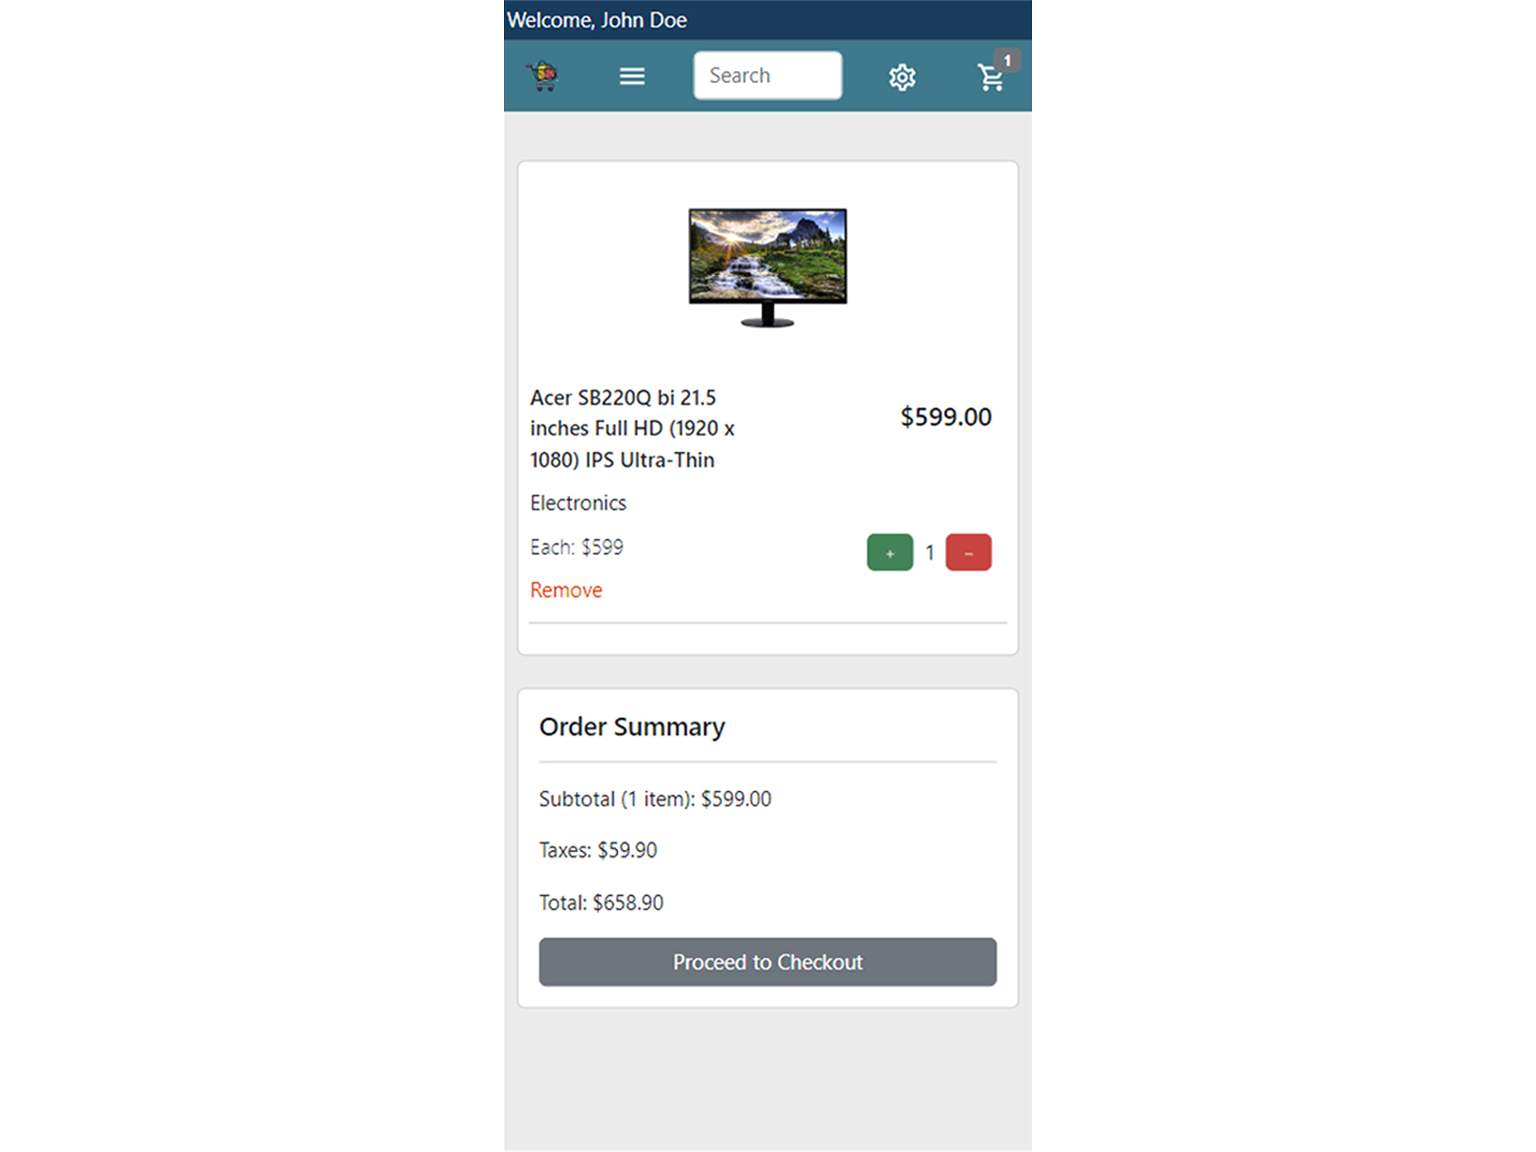 Welcome, John Doe
Search
1
Acer SB220Q bi 21.5
inches Full HD (1920 x
1080) IPS Ultra-Thin
$599.00
Electronics
Each: $599
+ 1 −
Remove
Order Summary
Subtotal (1 item): $599.00
Taxes: $59.90
Total: $658.90
Proceed to Checkout